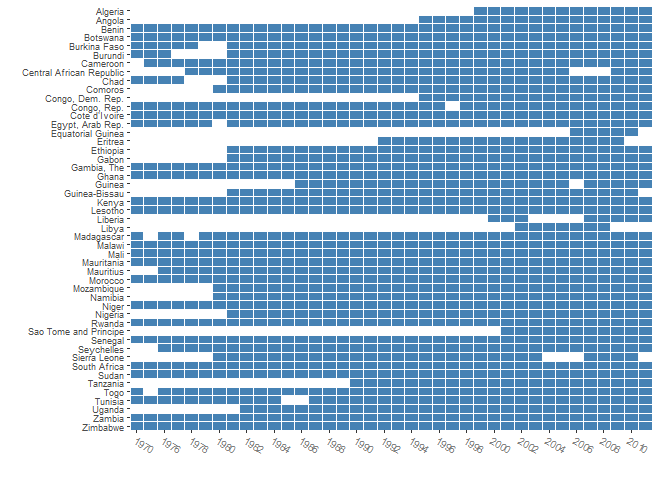 Algeria
Angola
Benin
Botswana
Burkina Faso
Burundi
Cameroon
Central African Republic
Chad
Comoros
Congo, Dem. Rep.
Congo, Rep.
Cote d'Ivoire
Egypt, Arab Rep.
Equatorial Guinea
Eritrea
Ethiopia
Gabon
Gambia, The
Ghana
Guinea
Guinea-Bissau
Kenya
Lesotho
Liberia
Libya
Madagascar
Malawi
Mali
Mauritania
Mauritius
Morocco
Mozambique
Namibia
Niger
Nigeria
Rwanda
Sao Tome and Principe
Senegal
Seychelles
Sierra Leone
South Africa
Sudan
Tanzania
Togo
Tunisia
Uganda
Zambia
Zimbabwe
1970 1976 1978 1980 1982 1984 1986 1988 1990 1992 1994 1996 1998 2000 2002 2004 2006 2008 2010